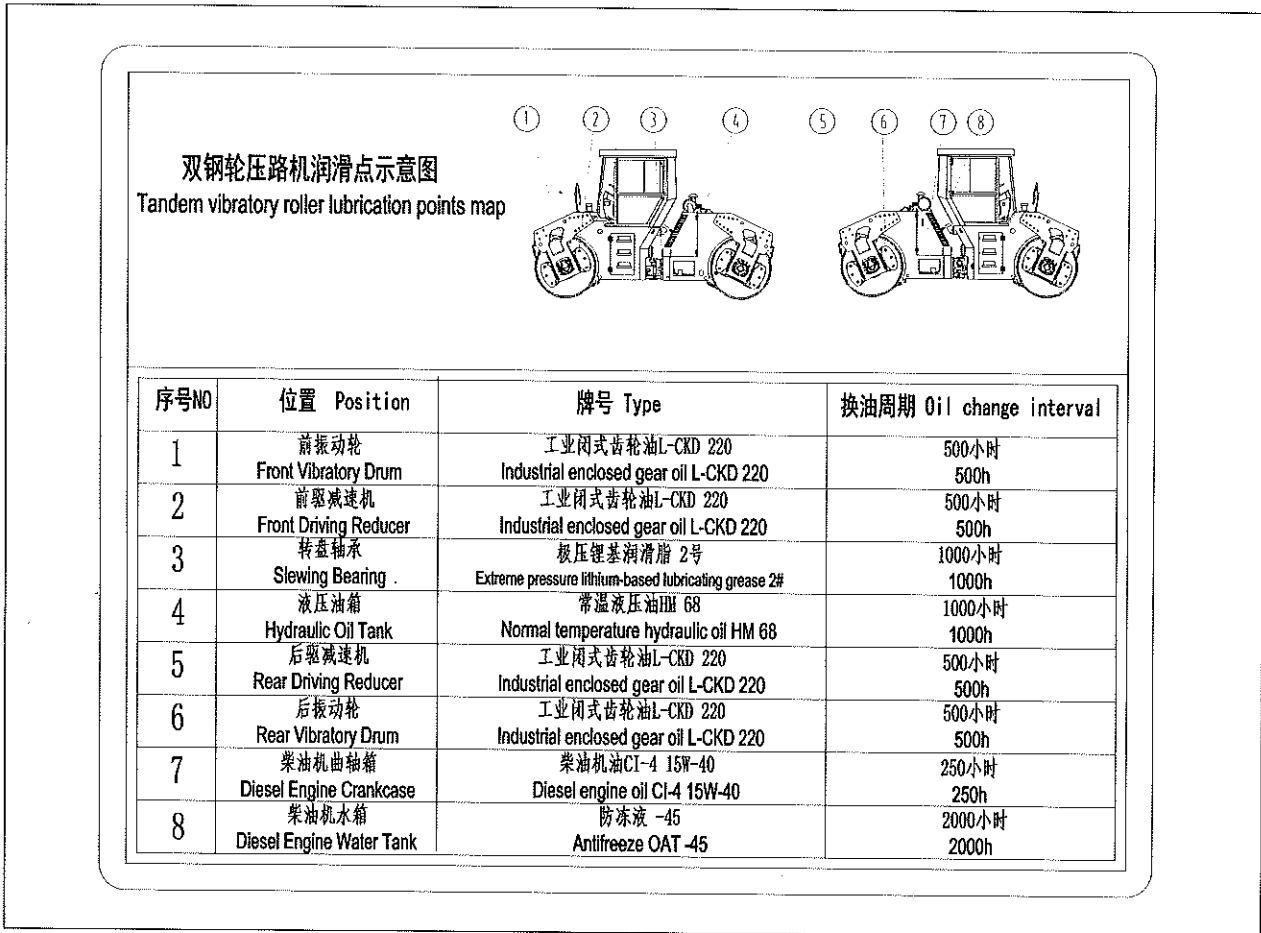 ① ② ③ ④ ⑤ ⑥ ⑦ ⑧
双钢轮压路机润滑点示意图
Tandem vibratory roller lubrication points map
序号NO 位置 Position 牌号 Type 换油周期 Oil change interval
1 前振动轮 工业闭式齿轮油L-CKD 220 500小时
Front Vibratory Drum Industrial enclosed gear oil L-CKD 220 500h
2 前驱减速机 工业闭式齿轮油L-CKD 220 500小时
Front Driving Reducer Industrial enclosed gear oil L-CKD 220 500h
3 转盘轴承 极压锂基润滑脂 2号 1000小时
Slewing Bearing Extreme pressure lithium-based lubricating grease 2# 1000h
4 液压油箱 常温液压油HM 68 1000小时
Hydraulic Oil Tank Normal temperature hydraulic oil HM 68 1000h
5 后驱减速机 工业闭式齿轮油L-CKD 220 500小时
Rear Driving Reducer Industrial enclosed gear oil L-CKD 220 500h
6 后振动轮 工业闭式齿轮油L-CKD 220 500小时
Rear Vibratory Drum Industrial enclosed gear oil L-CKD 220 500h
7 柴油机曲轴箱 柴油机油CI-4 15W-40 250小时
Diesel Engine Crankcase Diesel engine oil CI-4 15W-40 250h
8 柴油机水箱 防冻液 -45 2000小时
Diesel Engine Water Tank Antifreeze OAT -45 2000h